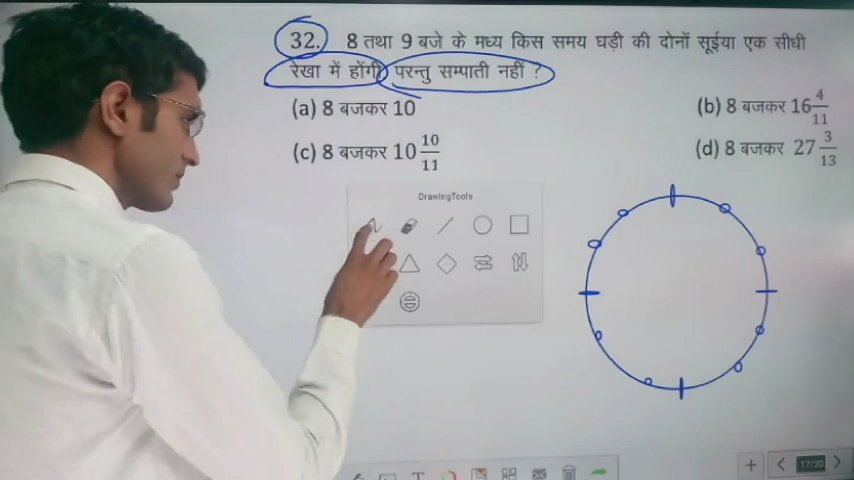 32. 8 तथा 9 बजे के मध्य किस समय घड़ी की दोनों सूईया एक सीधी
रेखा में होंगी परन्तु सम्पाती नहीं ?
(a) 8 बजकर 10
(b) 8 बजकर 16 4/11
(c) 8 बजकर 10 10/11
(d) 8 बजकर 27 3/13
DrawingTools
17/20